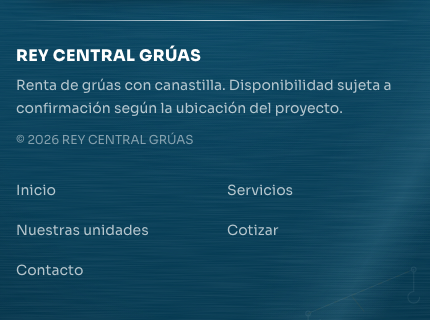 REY CENTRAL GRÚAS
Renta de grúas con canastilla. Disponibilidad sujeta a
confirmación según la ubicación del proyecto.
© 2026 REY CENTRAL GRÚAS
Inicio
Servicios
Nuestras unidades
Cotizar
Contacto